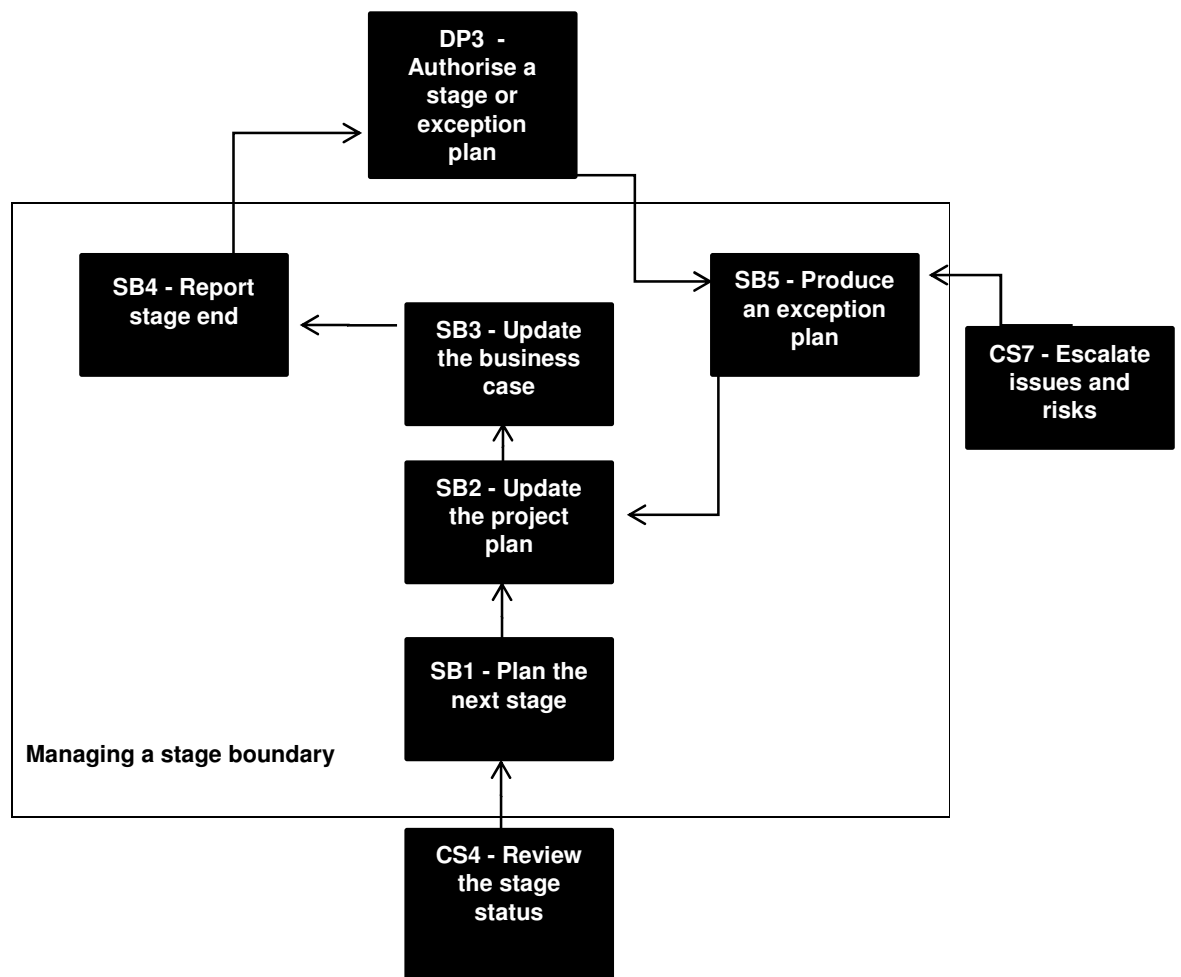 DP3 -
Authorise a
stage or
exception
plan
SB4 - Report
stage end
SB3 - Update
the business
case
SB5 - Produce
an exception
plan
CS7 - Escalate
issues and
risks
SB2 - Update
the project
plan
SB1 - Plan the
next stage
Managing a stage boundary
CS4 - Review
the stage
status